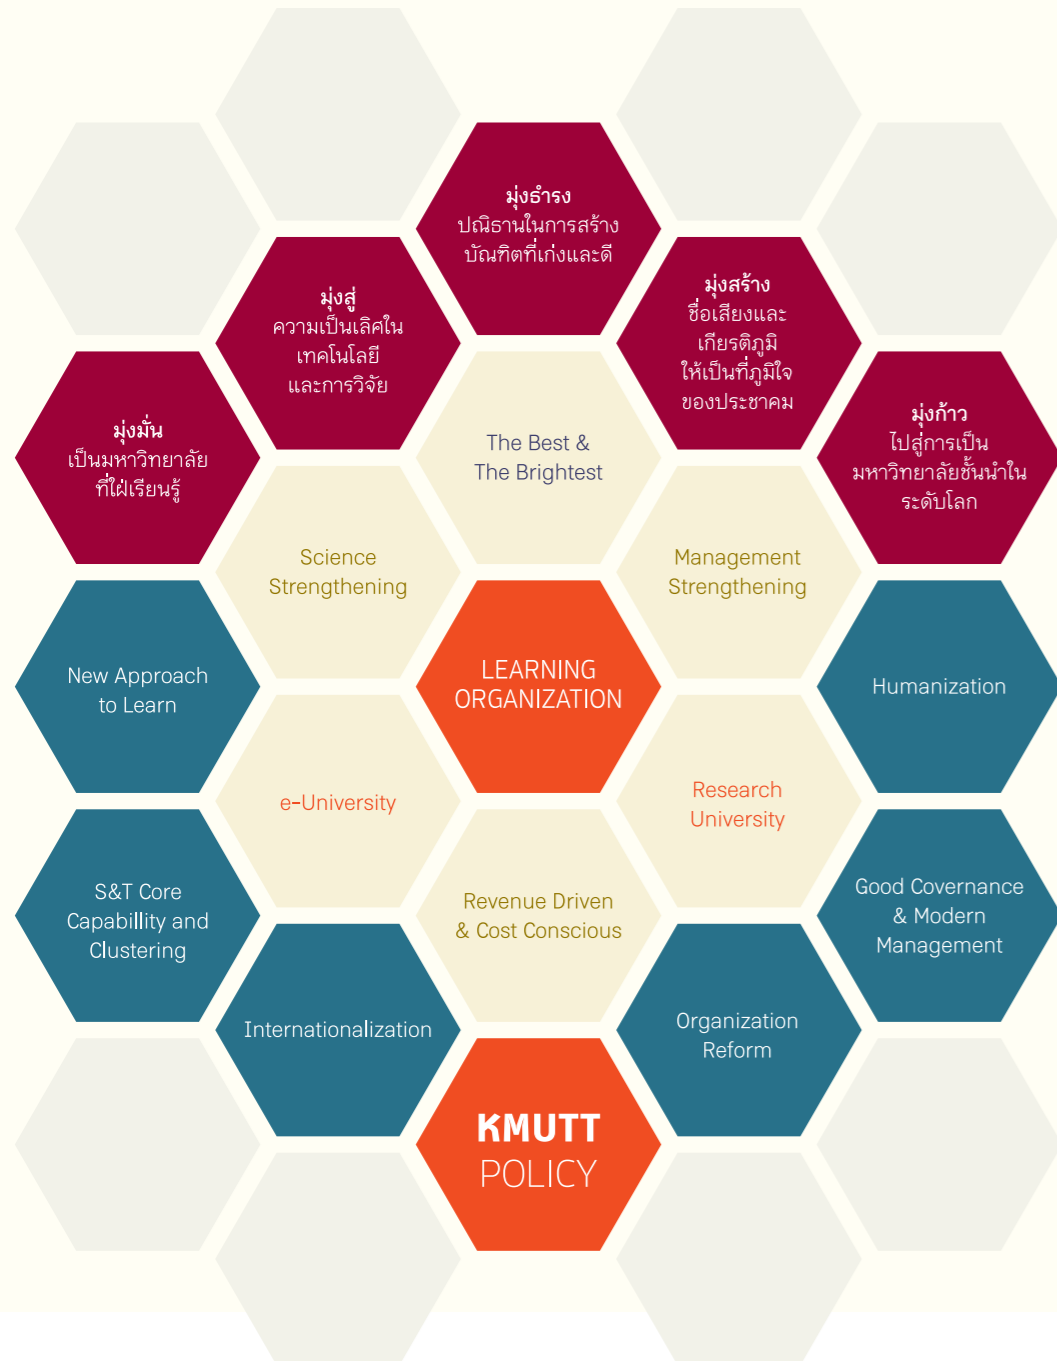 มุ่งธำรง
ปณิธานในการสร้าง
บัณฑิตที่เก่งและดี
มุ่งสู่
ความเป็นเลิศใน
เทคโนโลยี
และการวิจัย
มุ่งสร้าง
ชื่อเสียงและ
เกียรติภูมิ
ให้เป็นที่ภูมิใจ
ของประชาคม
มุ่งมั่น
เป็นมหาวิทยาลัย
ที่ใฝ่เรียนรู้
The Best &
The Brightest
มุ่งก้าว
ไปสู่การเป็น
มหาวิทยาลัยชั้นนำใน
ระดับโลก
Science
Strengthening
Management
Strengthening
New Approach
to Learn
LEARNING
ORGANIZATION
Humanization
e-University
Research
University
S&T Core
Capabillity and
Clustering
Revenue Driven
& Cost Conscious
Good Covernance
& Modern
Management
Internationalization
Organization
Reform
KMUTT
POLICY